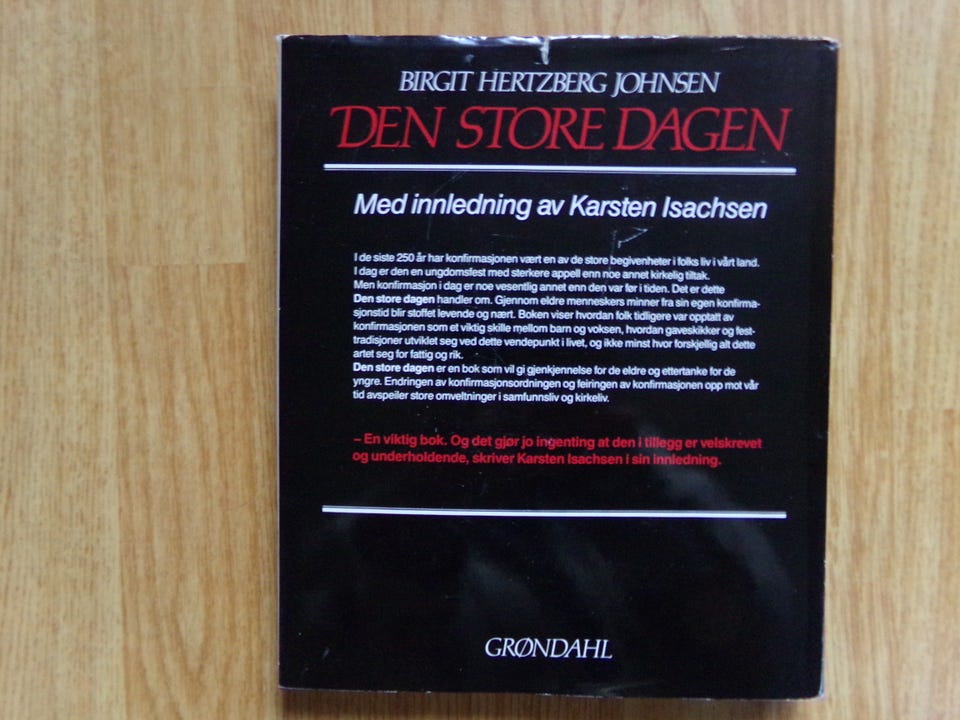 BIRGIT HERTZBERG JOHNSEN
DEN STORE DAGEN
Med innledning av Karsten Isachsen
I de siste 250 år har konfirmasjonen vært en av de store begivenheter i folks liv i vårt land.
I dag er den en ungdomsfest med sterkere appell enn noe annet kirkelig tiltak.
Men konfirmasjon i dag er noe vesentlig annet enn den var før i tiden. Det er dette
Den store dagen handler om. Gjennom eldre menneskers minner fra sin egen konfirma-
sjonstid blir stoffet levende og nært. Boken viser hvordan folk tidligere var opptatt av
konfirmasjonen som et viktig skille mellom barn og voksen, hvordan gaveskikker og fest-
tradisjoner utviklet seg ved dette vendepunkt i livet, og ikke minst hvor forskjellig alt dette
artet seg for fattig og rik.
Den store dagen er en bok som vil gi gjenkjennelse for de eldre og ettertanke for de
yngre. Endringen av konfirmasjonsordningen og feiringen av konfirmasjonen opp mot vår
tid avspeiler store omveltninger i samfunnsliv og kirkeliv.
– En viktig bok. Og det gjør jo ingenting at den i tillegg er velskrevet
og underholdende, skriver Karsten Isachsen i sin innledning.
GRØNDAHL